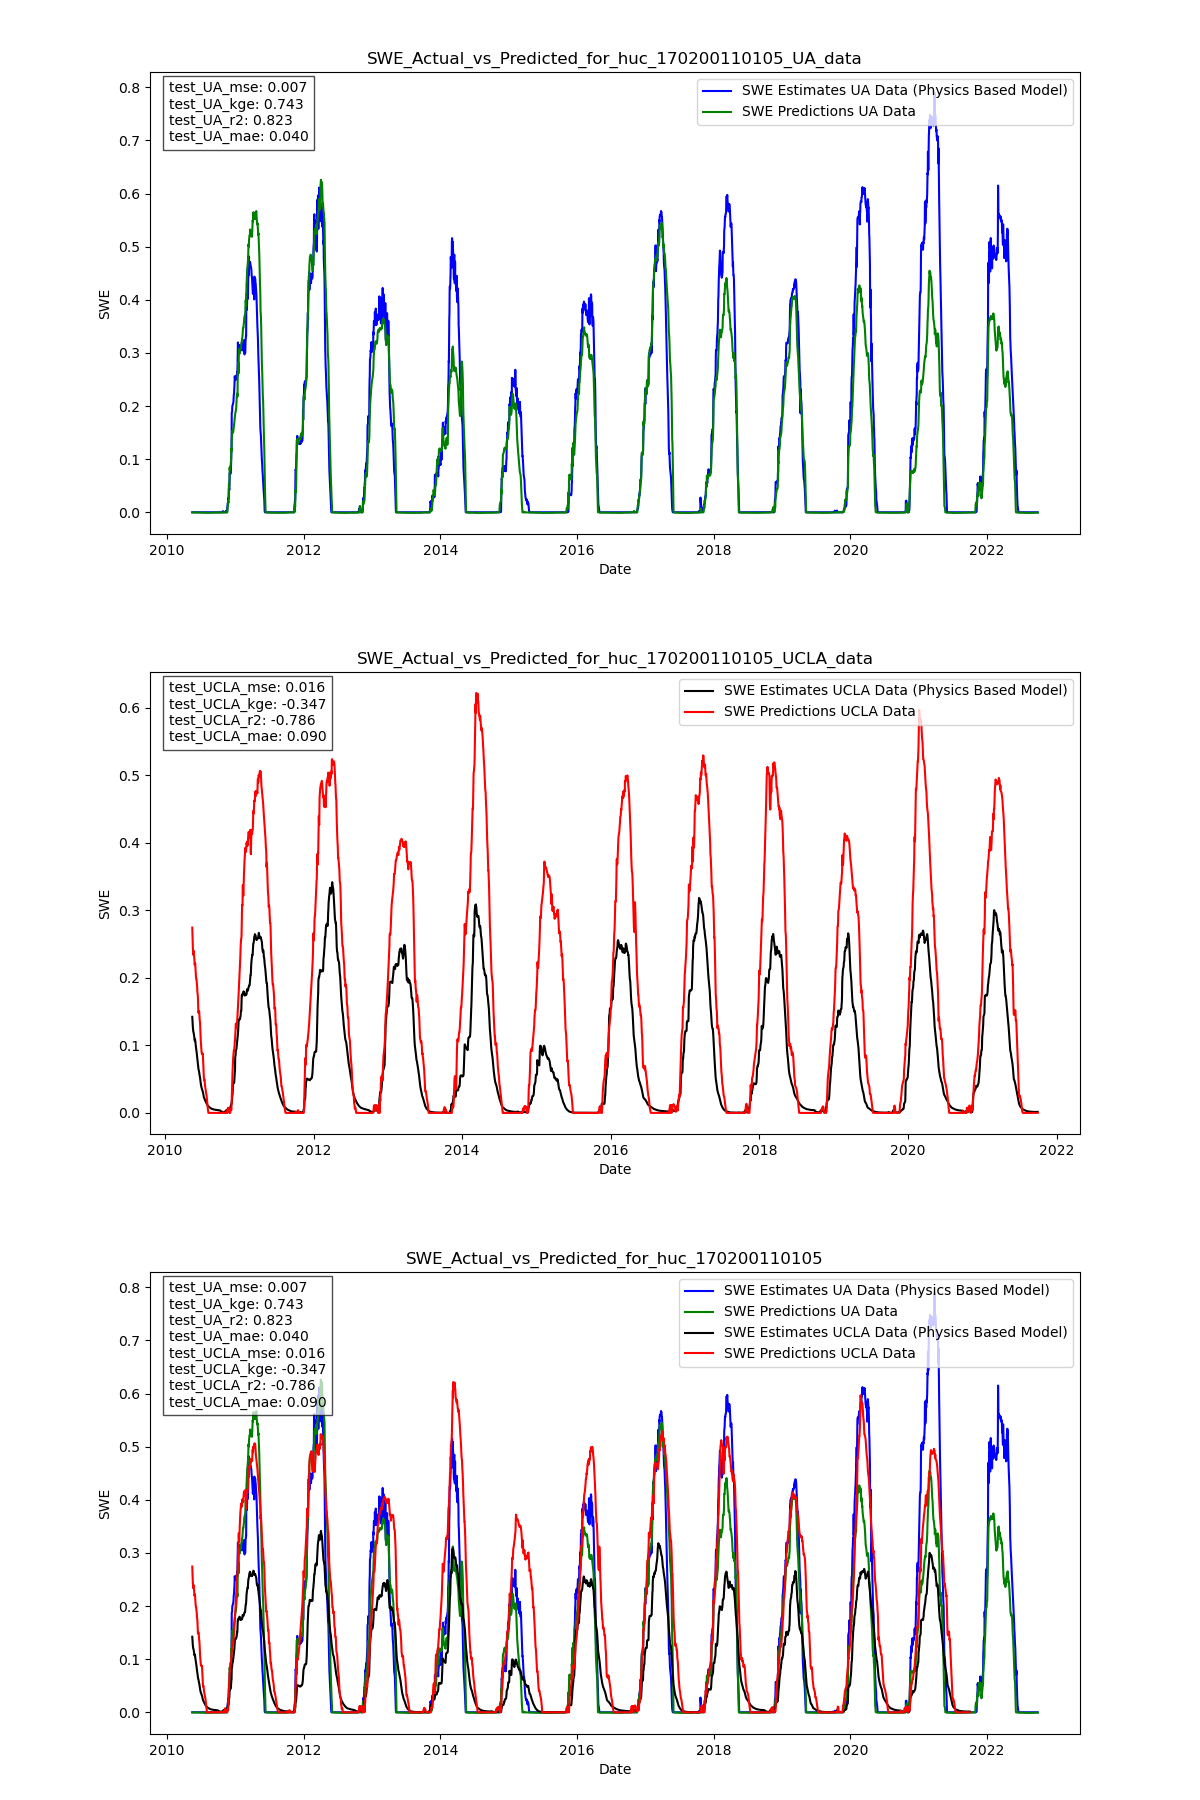 SWE_Actual_vs_Predicted_for_huc_170200110105_UA_data
test_UA_mse: 0.007
test_UA_kge: 0.743
test_UA_r2: 0.823
test_UA_mae: 0.040
SWE Estimates UA Data (Physics Based Model)
SWE Predictions UA Data
0.8
0.7
0.6
0.5
0.4
0.3
0.2
0.1
0.0
SWE
2010 2012 2014 2016 2018 2020 2022
Date
SWE_Actual_vs_Predicted_for_huc_170200110105_UCLA_data
test_UCLA_mse: 0.016
test_UCLA_kge: -0.347
test_UCLA_r2: -0.786
test_UCLA_mae: 0.090
SWE Estimates UCLA Data (Physics Based Model)
SWE Predictions UCLA Data
0.6
0.5
0.4
0.3
0.2
0.1
0.0
SWE
2010 2012 2014 2016 2018 2020 2022
Date
SWE_Actual_vs_Predicted_for_huc_170200110105
test_UA_mse: 0.007
test_UA_kge: 0.743
test_UA_r2: 0.823
test_UA_mae: 0.040
test_UCLA_mse: 0.016
test_UCLA_kge: -0.347
test_UCLA_r2: -0.786
test_UCLA_mae: 0.090
SWE Estimates UA Data (Physics Based Model)
SWE Predictions UA Data
SWE Estimates UCLA Data (Physics Based Model)
SWE Predictions UCLA Data
0.8
0.7
0.6
0.5
0.4
0.3
0.2
0.1
0.0
SWE
2010 2012 2014 2016 2018 2020 2022
Date